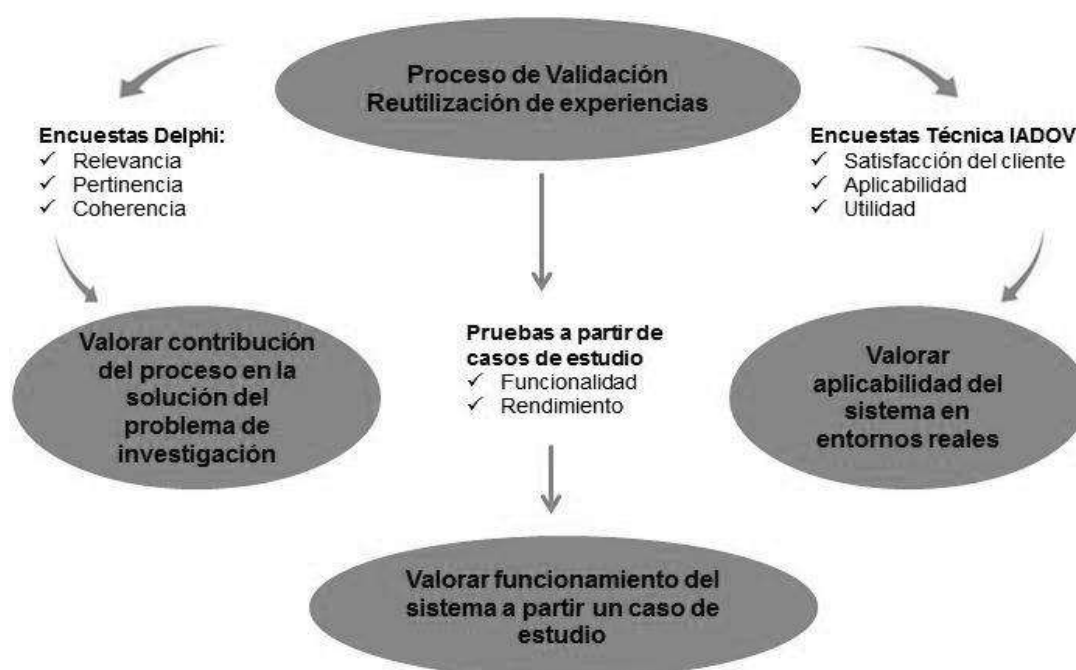 Proceso de Validación
Reutilización de experiencias
Encuestas Delphi:
✓ Relevancia
✓ Pertinencia
✓ Coherencia
Encuestas Técnica IADOV
✓ Satisfacción del cliente
✓ Aplicabilidad
✓ Utilidad
Valorar contribución
del proceso en la
solución del
problema de
investigación
Pruebas a partir de
casos de estudio
✓ Funcionalidad
✓ Rendimiento
Valorar
aplicabilidad del
sistema en
entornos reales
Valorar funcionamiento del
sistema a partir un caso de
estudio